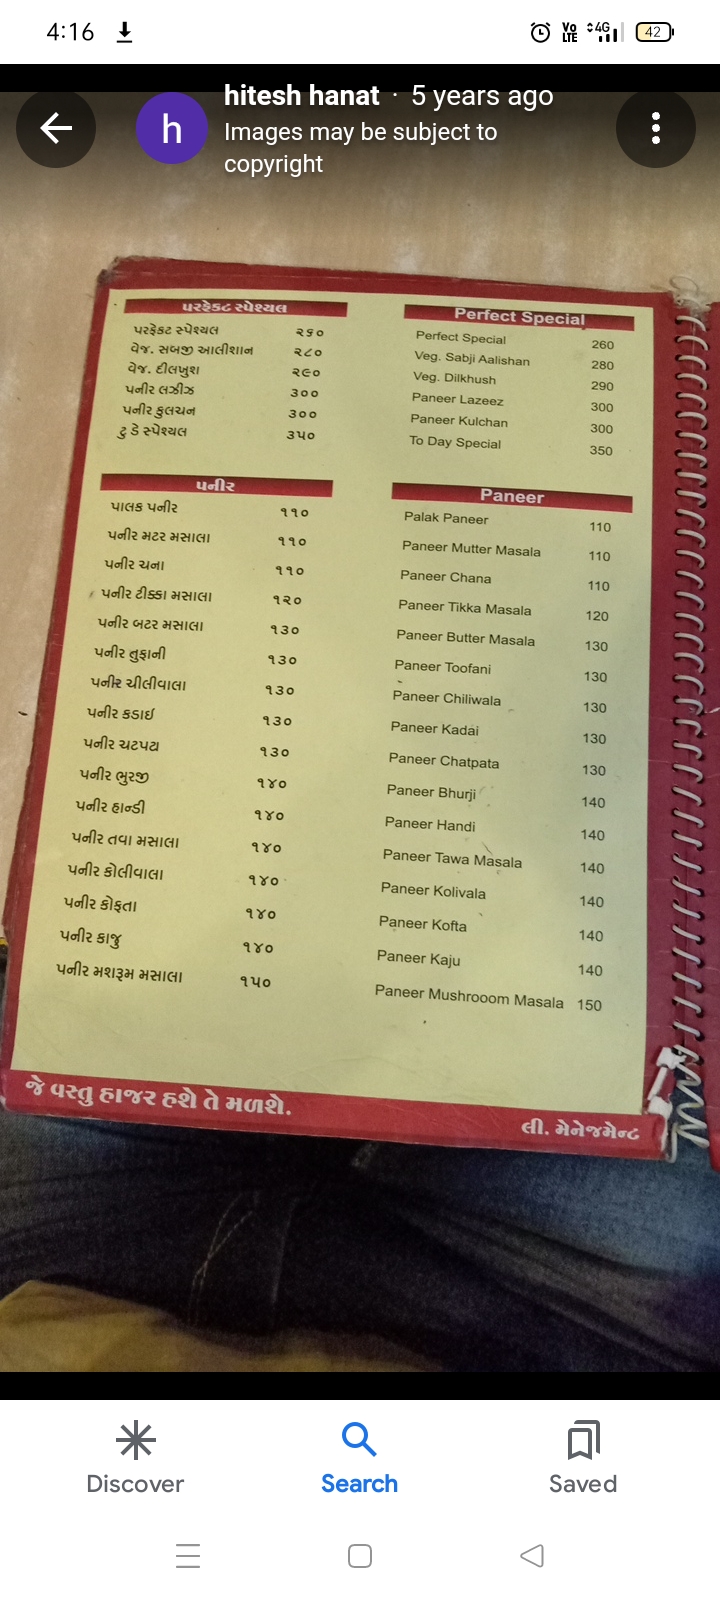 4:16
Vo LTE 4G 42
hitesh hanat · 5 years ago
h
Images may be subject to
copyright
પરફેકટ સ્પેશ્યલ
પરફેકટ સ્પેશ્યલ ૨૬૦
વેજ. સબજી આલીશાન ૨૮૦
વેજ. દીલખુશ ૨૯૦
પનીર લઝીઝ ૩૦૦
પનીર કુલચન ૩૦૦
ટુ ડે સ્પેશ્યલ ૩૫૦
પનીર
પાલક પનીર ૧૧૦
પનીર મટર મસાલા ૧૧૦
પનીર ચના ૧૧૦
પનીર ટીક્કા મસાલા ૧૨૦
પનીર બટર મસાલા ૧૩૦
પનીર તુફાની ૧૩૦
પનીર ચીલીવાલા ૧૩૦
પનીર કડાઈ ૧૩૦
પનીર ચટપટા ૧૩૦
પનીર ભુરજી ૧૪૦
પનીર હાન્ડી ૧૪૦
પનીર તવા મસાલા ૧૪૦
પનીર કોલીવાલા ૧૪૦
પનીર કોફતા ૧૪૦
પનીર કાજુ ૧૪૦
પનીર મશરૂમ મસાલા ૧૫૦
Perfect Special
Perfect Special 260
Veg. Sabji Aalishan 280
Veg. Dilkhush 290
Paneer Lazeez 300
Paneer Kulchan 300
To Day Special 350
Paneer
Palak Paneer 110
Paneer Mutter Masala 110
Paneer Chana 110
Paneer Tikka Masala 120
Paneer Butter Masala 130
Paneer Toofani 130
Paneer Chiliwala 130
Paneer Kadai 130
Paneer Chatpata 130
Paneer Bhurji 140
Paneer Handi 140
Paneer Tawa Masala 140
Paneer Kolivala 140
Paneer Kofta 140
Paneer Kaju 140
Paneer Mushrooom Masala 150
જે વસ્તુ હાજર હશે તે મળશે.
લી. મેનેજમેન્ટ
Discover Search Saved